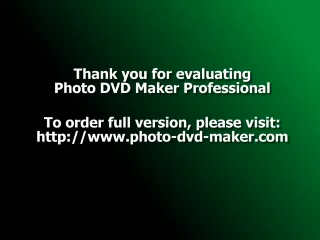 Thank you for evaluating
Photo DVD Maker Professional
To order full version, please visit:
http://www.photo-dvd-maker.com